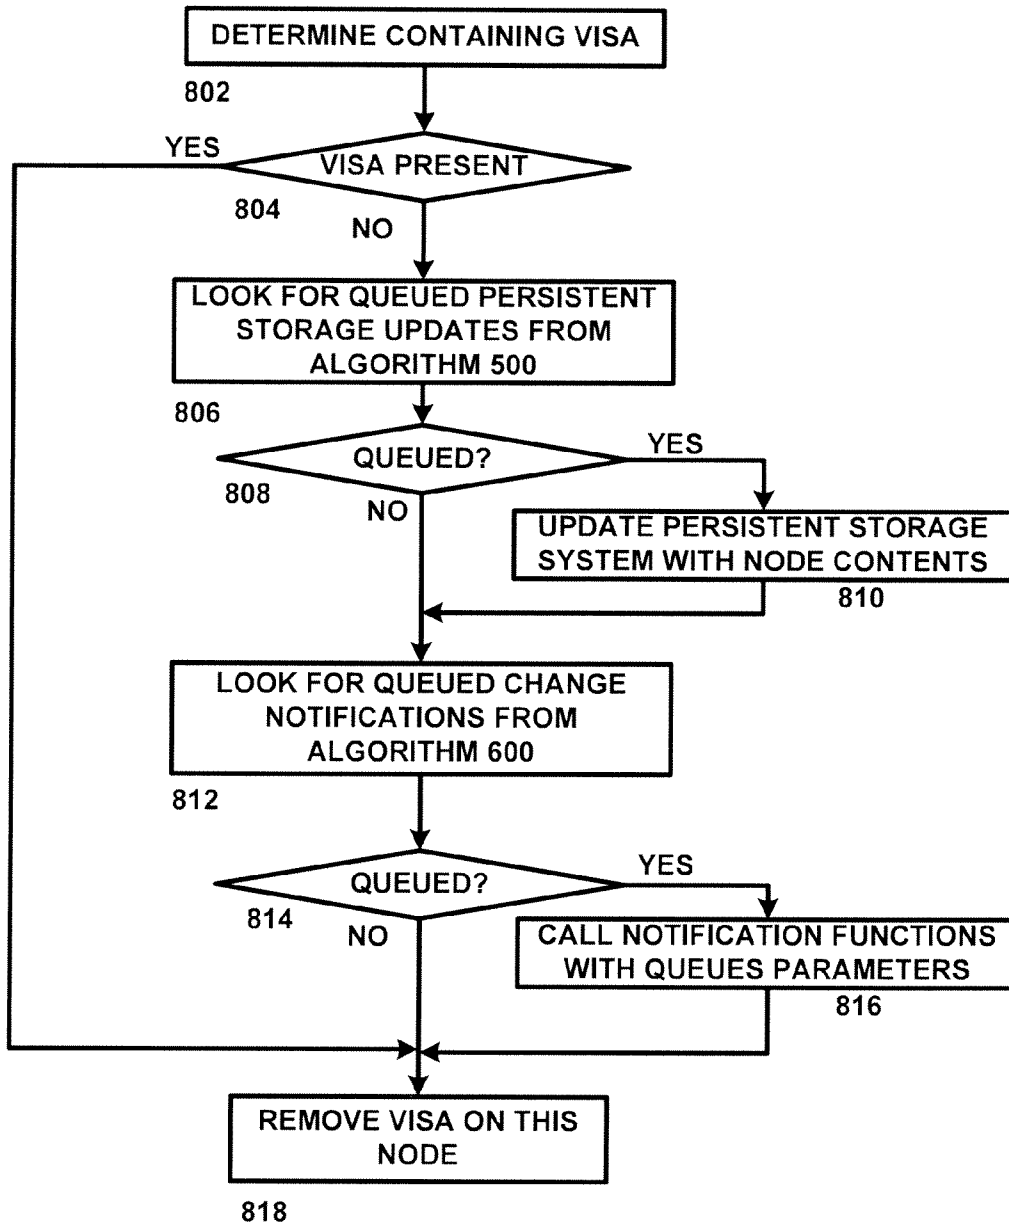 DETERMINE CONTAINING VISA
802
YES
VISA PRESENT
804
NO
LOOK FOR QUEUED PERSISTENT
STORAGE UPDATES FROM
ALGORITHM 500
806
QUEUED?
YES
808
NO
UPDATE PERSISTENT STORAGE
SYSTEM WITH NODE CONTENTS
810
LOOK FOR QUEUED CHANGE
NOTIFICATIONS FROM
ALGORITHM 600
812
QUEUED?
YES
814
NO
CALL NOTIFICATION FUNCTIONS
WITH QUEUES PARAMETERS
816
REMOVE VISA ON THIS
NODE
818